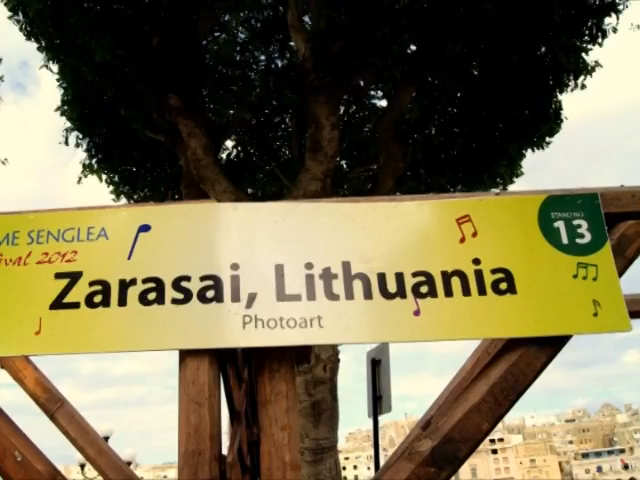 ME SENGLEA
ival 2012
STAND NO.
13
Zarasai, Lithuania
Photoart